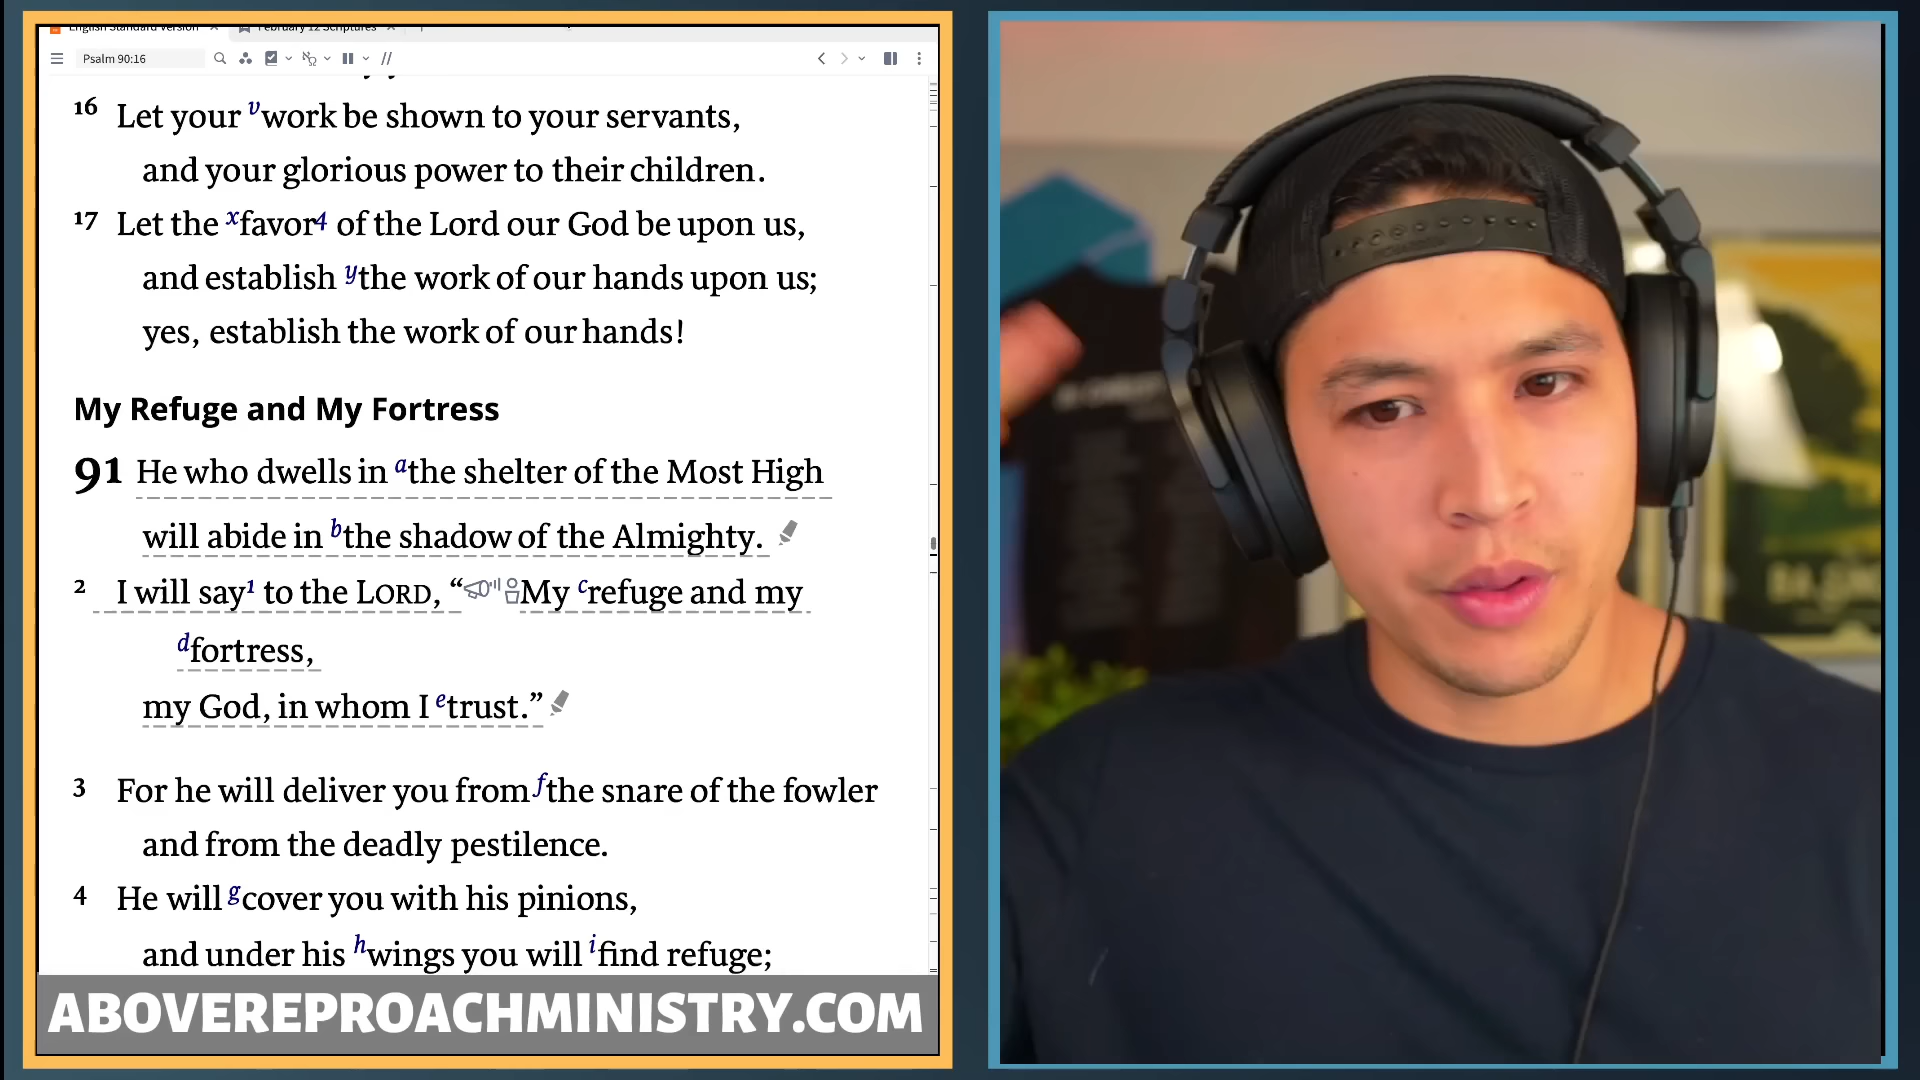 English Standard Version
February 12 Scriptures
Psalm 90:16
16 Let your v work be shown to your servants,
and your glorious power to their children.
17 Let the x favor4 of the Lord our God be upon us,
and establish y the work of our hands upon us;
yes, establish the work of our hands!
My Refuge and My Fortress
91 He who dwells in a the shelter of the Most High
will abide in b the shadow of the Almighty.
2 I will say1 to the LORD, “My c refuge and my
d fortress,
my God, in whom I e trust.”
3 For he will deliver you from f the snare of the fowler
and from the deadly pestilence.
4 He will g cover you with his pinions,
and under his h wings you will i find refuge;
ABOVEREPROACHMINISTRY.COM